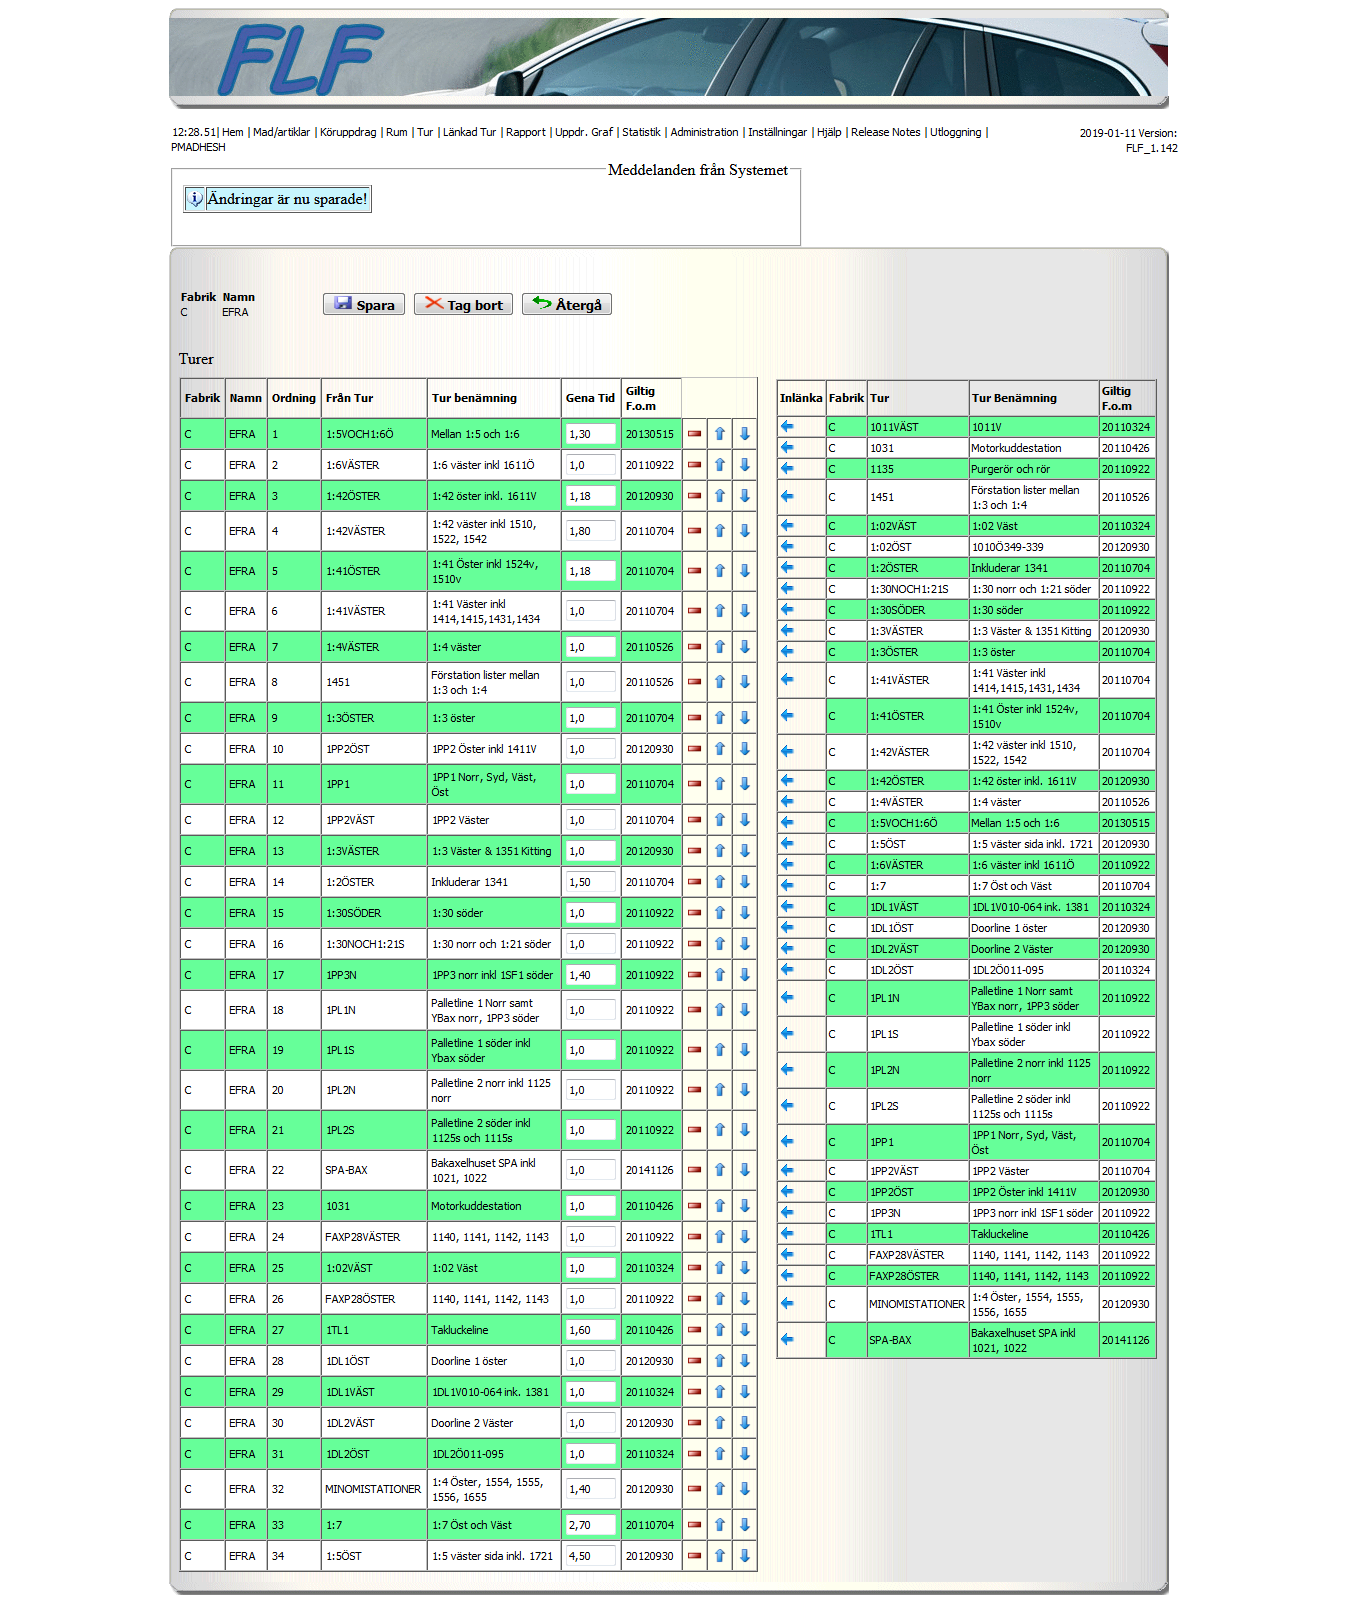 FLF
12:28.51| Hem | Mad/artiklar | Köruppdrag | Rum | Tur | Länkad Tur | Rapport | Uppdr. Graf | Statistik | Administration | Inställningar | Hjälp | Release Notes | Utloggning |
PMADHESH
2019-01-11 Version:
FLF_1.142
Meddelanden från Systemet
Ändringar är nu sparade!
Fabrik Namn
C EFRA
Spara Tag bort Återgå
Turer
Fabrik Namn Ordning Från Tur Tur benämning Gena Tid Giltig
F.o.m
C EFRA 1 1:5VOCH1:6Ö Mellan 1:5 och 1:6 1,30 20130515
C EFRA 2 1:6VÄSTER 1:6 väster inkl 1611Ö 1,0 20110922
C EFRA 3 1:42ÖSTER 1:42 öster inkl. 1611V 1,18 20120930
C EFRA 4 1:42VÄSTER 1:42 väster inkl 1510,
1522, 1542 1,80 20110704
C EFRA 5 1:41ÖSTER 1:41 Öster inkl 1524v,
1510v 1,18 20110704
C EFRA 6 1:41VÄSTER 1:41 Väster inkl
1414,1415,1431,1434 1,0 20110704
C EFRA 7 1:4VÄSTER 1:4 väster 1,0 20110526
C EFRA 8 1451 Förstation lister mellan
1:3 och 1:4 1,0 20110526
C EFRA 9 1:3ÖSTER 1:3 öster 1,0 20110704
C EFRA 10 1PP2ÖST 1PP2 Öster inkl 1411V 1,0 20120930
C EFRA 11 1PP1 1PP1 Norr, Syd, Väst,
Öst 1,0 20110704
C EFRA 12 1PP2VÄST 1PP2 Väster 1,0 20110704
C EFRA 13 1:3VÄSTER 1:3 Väster & 1351 Kitting 1,0 20120930
C EFRA 14 1:2ÖSTER Inkluderar 1341 1,50 20110704
C EFRA 15 1:30SÖDER 1:30 söder 1,0 20110922
C EFRA 16 1:30NOCH1:21S 1:30 norr och 1:21 söder 1,0 20110922
C EFRA 17 1PP3N 1PP3 norr inkl 1SF1 söder 1,40 20110922
C EFRA 18 1PL1N Palletline 1 Norr samt
YBax norr, 1PP3 söder 1,0 20110922
C EFRA 19 1PL1S Palletline 1 söder inkl
Ybax söder 1,0 20110922
C EFRA 20 1PL2N Palletline 2 norr inkl 1125
norr 1,0 20110922
C EFRA 21 1PL2S Palletline 2 söder inkl
1125s och 1115s 1,0 20110922
C EFRA 22 SPA-BAX Bakaxelhuset SPA inkl
1021, 1022 1,0 20141126
C EFRA 23 1031 Motorkuddestation 1,0 20110426
C EFRA 24 FAXP28VÄSTER 1140, 1141, 1142, 1143 1,0 20110922
C EFRA 25 1:02VÄST 1:02 Väst 1,0 20110324
C EFRA 26 FAXP28ÖSTER 1140, 1141, 1142, 1143 1,0 20110922
C EFRA 27 1TL1 Takluckeline 1,60 20110426
C EFRA 28 1DL1ÖST Doorline 1 öster 1,0 20120930
C EFRA 29 1DL1VÄST 1DL1V010-064 ink. 1381 1,0 20110324
C EFRA 30 1DL2VÄST Doorline 2 Väster 1,0 20120930
C EFRA 31 1DL2ÖST 1DL2Ö011-095 1,0 20110324
C EFRA 32 MINOMISTATIONER 1:4 Öster, 1554, 1555,
1556, 1655 1,40 20120930
C EFRA 33 1:7 1:7 Öst och Väst 2,70 20110704
C EFRA 34 1:5ÖST 1:5 väster sida inkl. 1721 4,50 20120930
Inlänka Fabrik Tur Tur Benämning Giltig
F.o.m
C 1011VÄST 1011V 20110324
C 1031 Motorkuddestation 20110426
C 1135 Purgerör och rör 20110922
C 1451 Förstation lister mellan
1:3 och 1:4 20110526
C 1:02VÄST 1:02 Väst 20110324
C 1:02ÖST 1010Ö349-339 20120930
C 1:2ÖSTER Inkluderar 1341 20110704
C 1:30NOCH1:21S 1:30 norr och 1:21 söder 20110922
C 1:30SÖDER 1:30 söder 20110922
C 1:3VÄSTER 1:3 Väster & 1351 Kitting 20120930
C 1:3ÖSTER 1:3 öster 20110704
C 1:41VÄSTER 1:41 Väster inkl
1414,1415,1431,1434 20110704
C 1:41ÖSTER 1:41 Öster inkl 1524v,
1510v 20110704
C 1:42VÄSTER 1:42 väster inkl 1510,
1522, 1542 20110704
C 1:42ÖSTER 1:42 öster inkl. 1611V 20120930
C 1:4VÄSTER 1:4 väster 20110526
C 1:5VOCH1:6Ö Mellan 1:5 och 1:6 20130515
C 1:5ÖST 1:5 väster sida inkl. 1721 20120930
C 1:6VÄSTER 1:6 väster inkl 1611Ö 20110922
C 1:7 1:7 Öst och Väst 20110704
C 1DL1VÄST 1DL1V010-064 ink. 1381 20110324
C 1DL1ÖST Doorline 1 öster 20120930
C 1DL2VÄST Doorline 2 Väster 20120930
C 1DL2ÖST 1DL2Ö011-095 20110324
C 1PL1N Palletline 1 Norr samt
YBax norr, 1PP3 söder 20110922
C 1PL1S Palletline 1 söder inkl
Ybax söder 20110922
C 1PL2N Palletline 2 norr inkl 1125
norr 20110922
C 1PL2S Palletline 2 söder inkl
1125s och 1115s 20110922
C 1PP1 1PP1 Norr, Syd, Väst,
Öst 20110704
C 1PP2VÄST 1PP2 Väster 20110704
C 1PP2ÖST 1PP2 Öster inkl 1411V 20120930
C 1PP3N 1PP3 norr inkl 1SF1 söder 20110922
C 1TL1 Takluckeline 20110426
C FAXP28VÄSTER 1140, 1141, 1142, 1143 20110922
C FAXP28ÖSTER 1140, 1141, 1142, 1143 20110922
C MINOMISTATIONER 1:4 Öster, 1554, 1555,
1556, 1655 20120930
C SPA-BAX Bakaxelhuset SPA inkl
1021, 1022 20141126